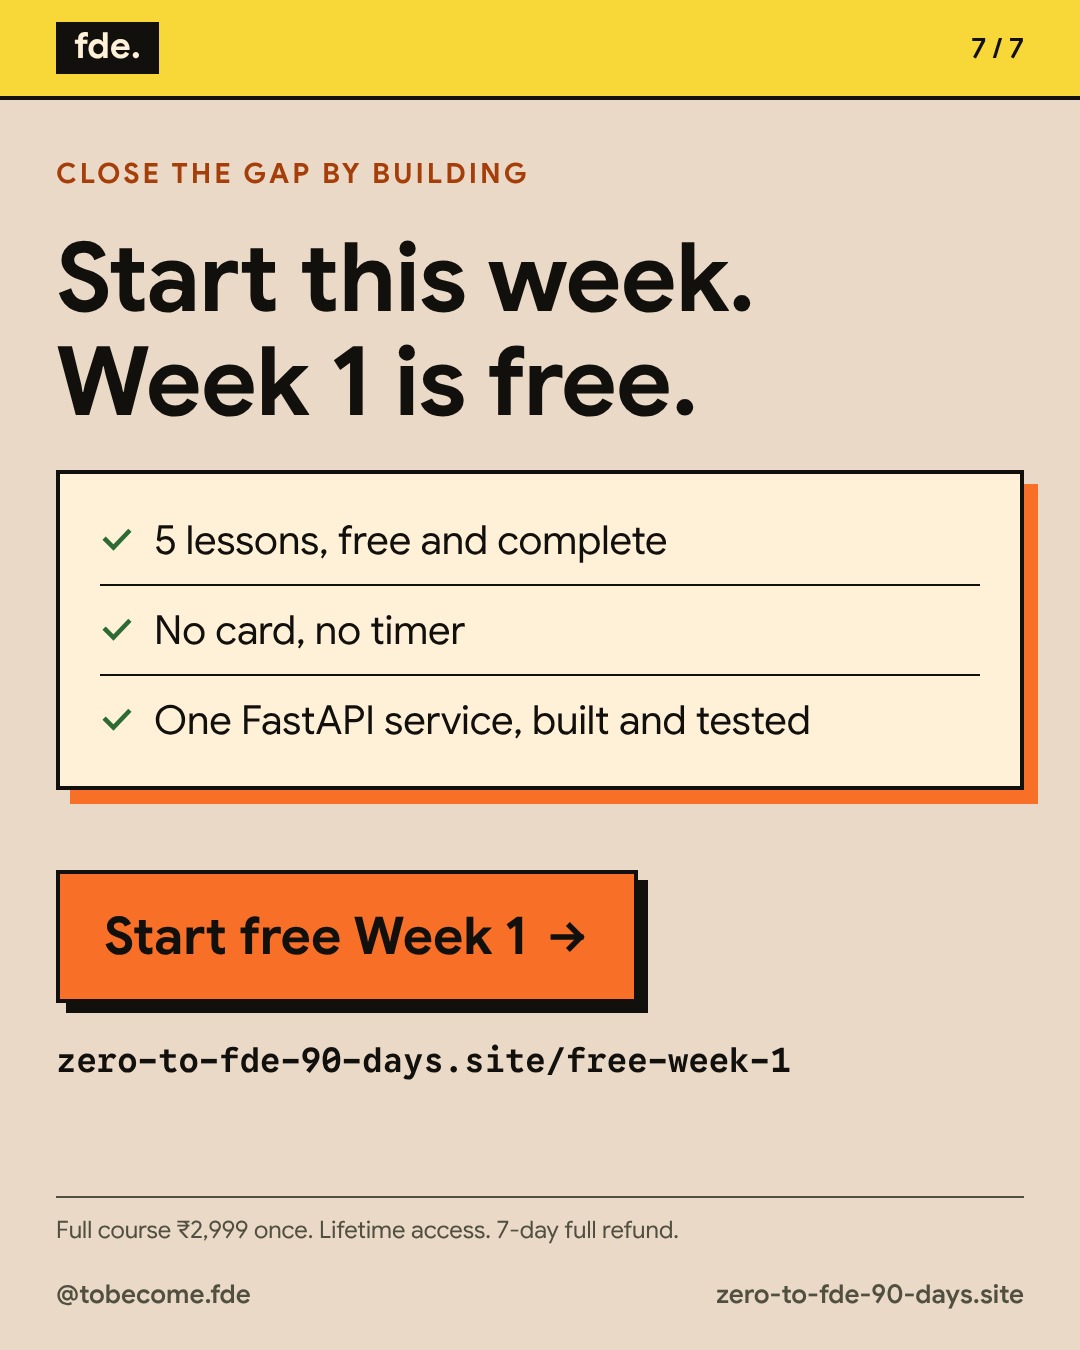 fde.
7 / 7
CLOSE THE GAP BY BUILDING
Start this week.
Week 1 is free.
5 lessons, free and complete
No card, no timer
One FastAPI service, built and tested
Start free Week 1 →
zero-to-fde-90-days.site/free-week-1
Full course ₹2,999 once. Lifetime access. 7-day full refund.
@tobecome.fde
zero-to-fde-90-days.site